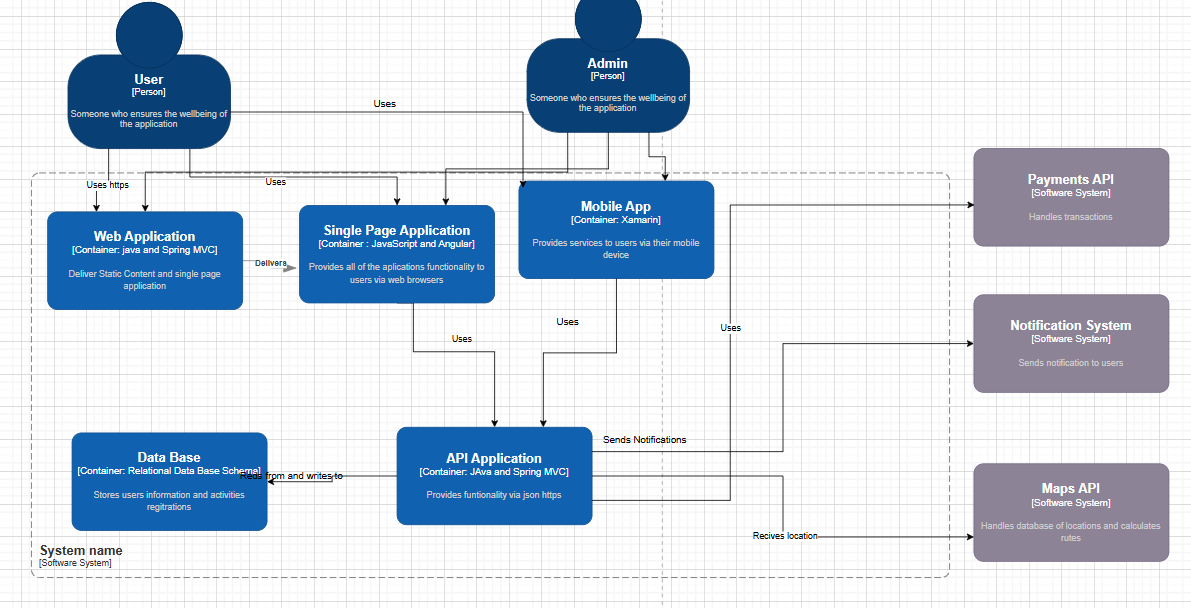 User
[Person]
Someone who ensures the wellbeing of
the application
Admin
[Person]
Someone who ensures the wellbeing of
the application
Uses
Uses https
Uses
Web Application
[Container: java and Spring MVC]
Deliver Static Content and single page
application
Delivers
Single Page Application
[Container : JavaScript and Angular]
Provides all of the aplications functionality to
users via web browsers
Mobile App
[Container: Xamarin]
Provides services to users via their mobile
device
Payments API
[Software System]
Handles transactions
Uses
Uses
Uses
Notification System
[Software System]
Sends notification to users
Data Base
[Container: Relational Data Base Schema]
Stores users information and activities
regitrations
Reds from and writes to
API Application
[Container: JAva and Spring MVC]
Provides funtionality via json https
Sends Notifications
Recives location
Maps API
[Software System]
Handles database of locations and calculates
rutes
System name
[Software System]